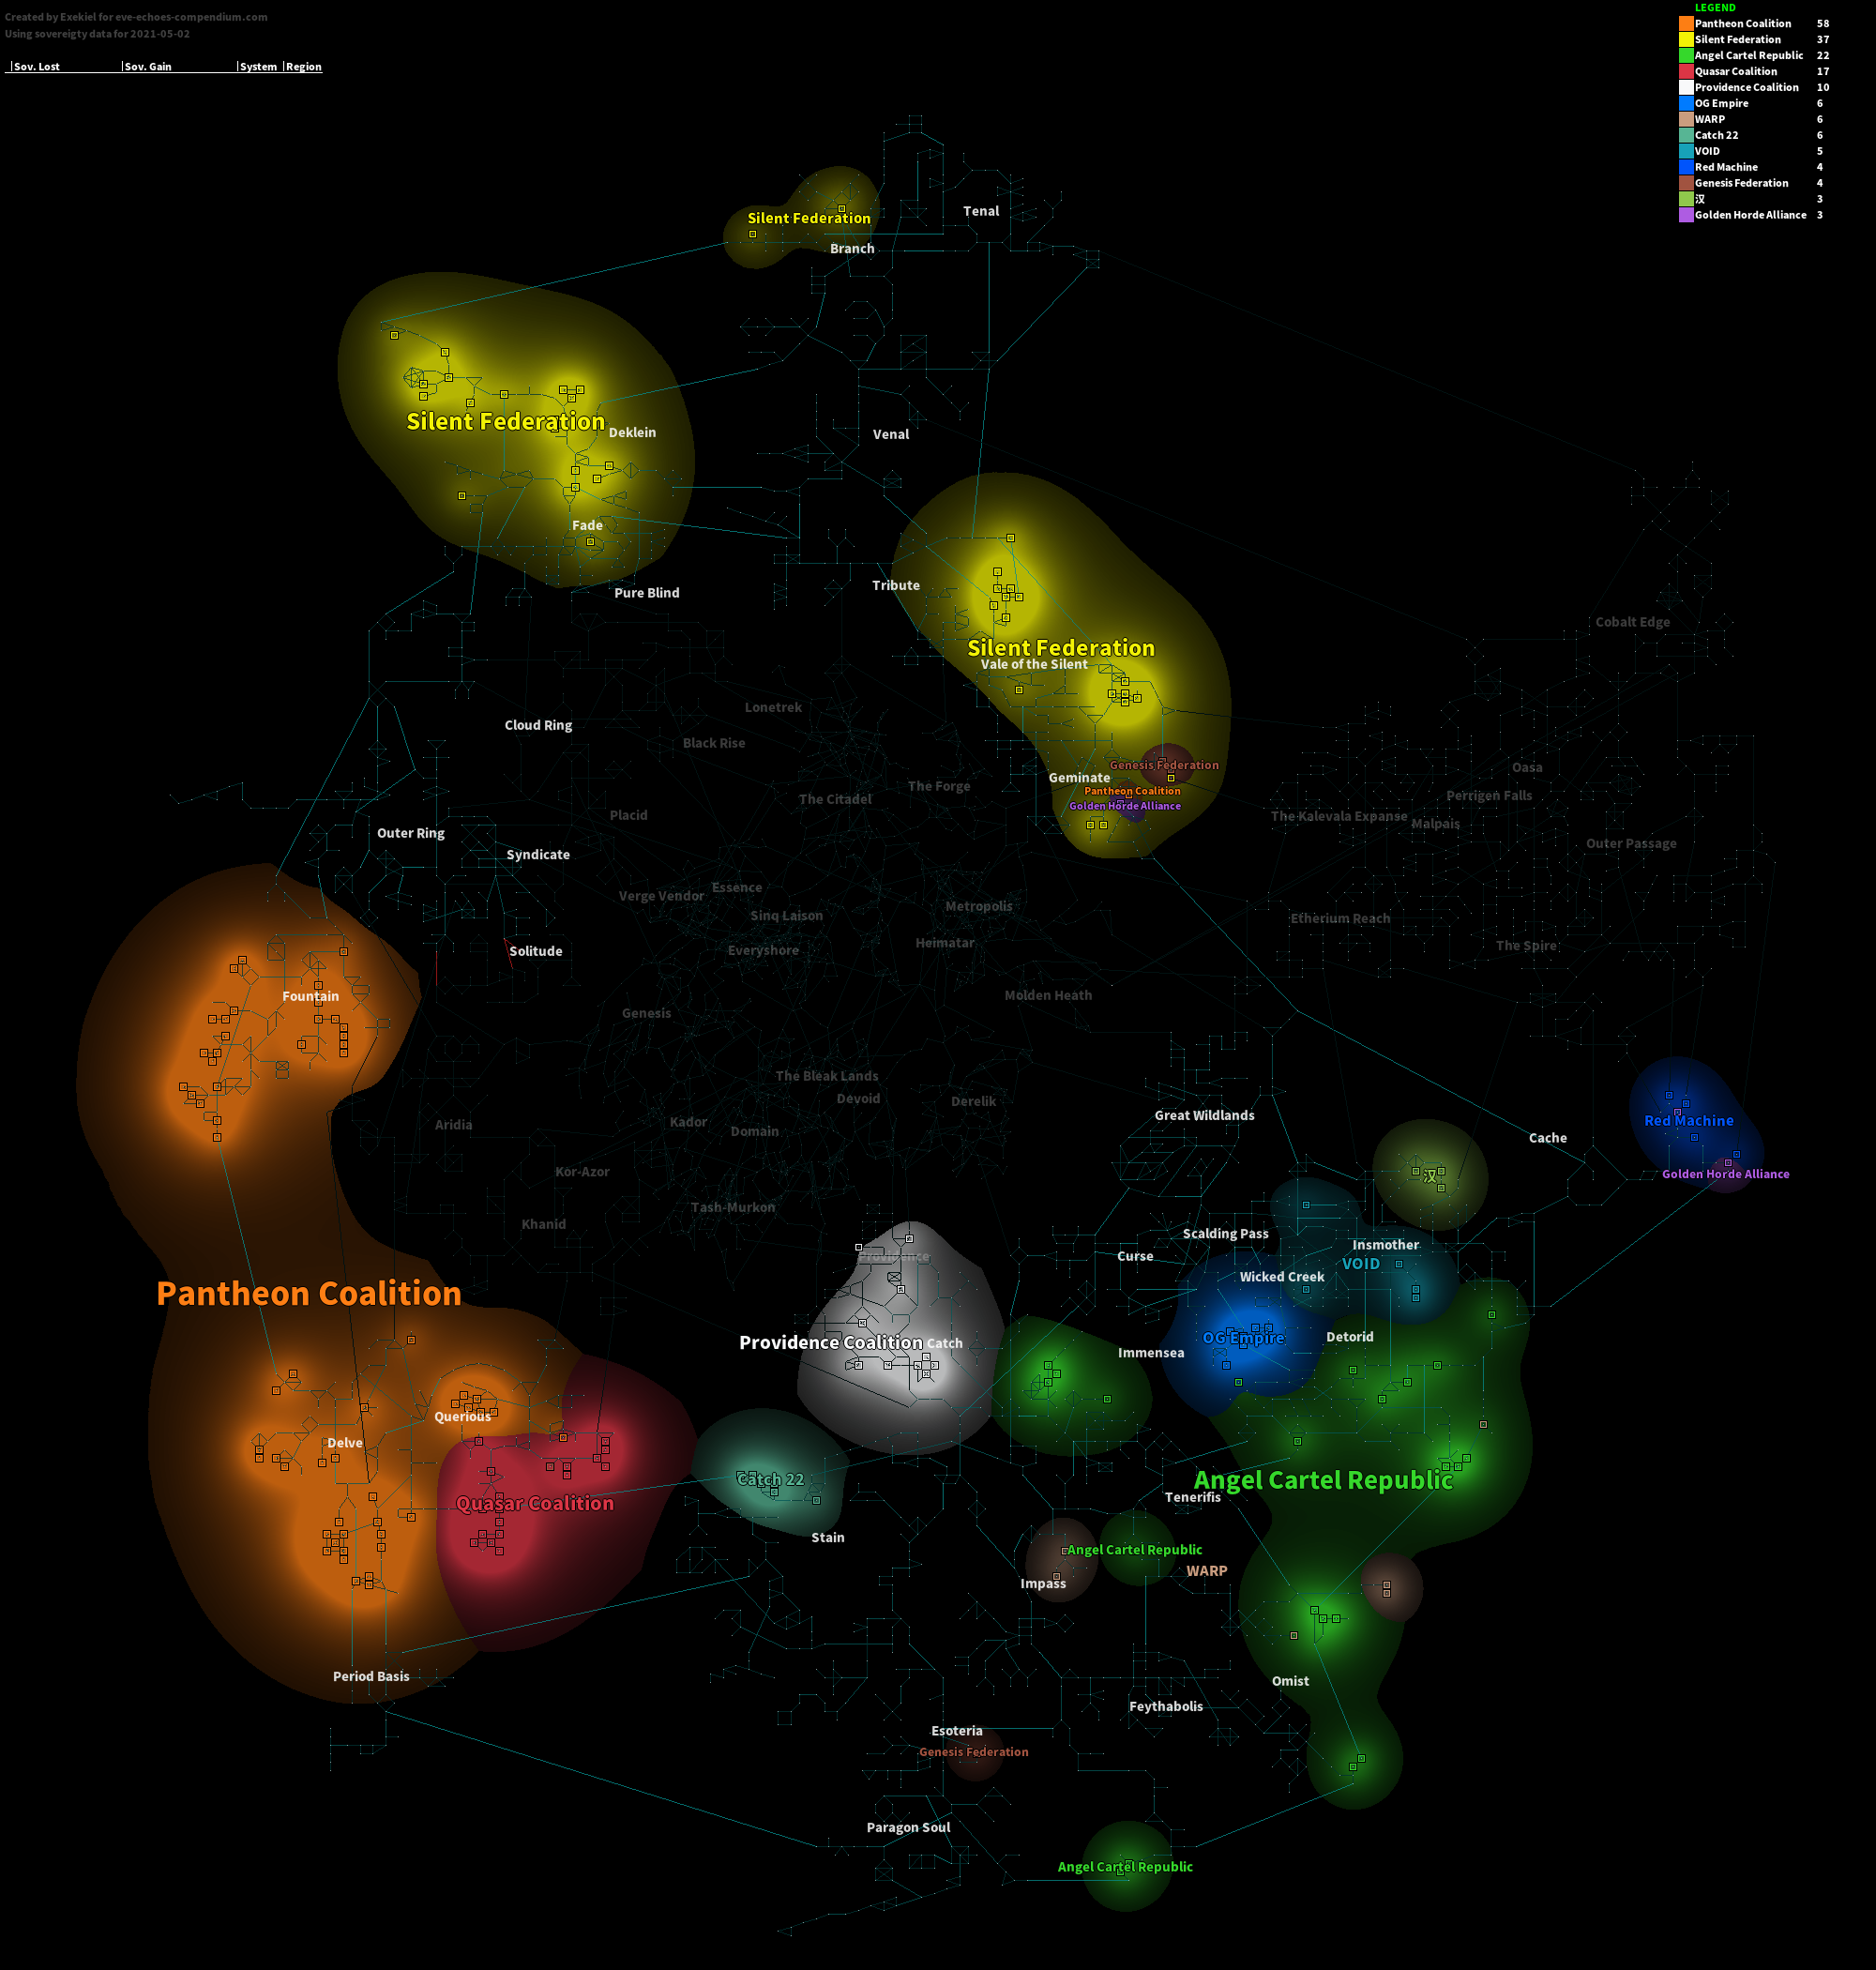 Created by Exekiel for eve-echoes-compendium.com
Using sovereigty data for 2021-05-02
Sov. Lost Sov. Gain System Region
LEGEND
Pantheon Coalition 58
Silent Federation 37
Angel Cartel Republic 22
Quasar Coalition 17
Providence Coalition 10
OG Empire 6
WARP 6
Catch 22 6
VOID 5
Red Machine 4
Genesis Federation 4
汉 3
Golden Horde Alliance 3
Tenal
Silent Federation
Branch
Silent Federation
Deklein
Venal
Fade
Tribute
Pure Blind
Cobalt Edge
Silent Federation
Vale of the Silent
Lonetrek
Cloud Ring
Black Rise
Genesis Federation
Oasa
Geminate
The Forge
Pantheon Coalition
Perrigen Falls
The Citadel
Golden Horde Alliance
Placid
The Kalevala Expanse
Malpais
Outer Ring
Outer Passage
Syndicate
Essence
Verge Vendor
Metropolis
Sinq Laison
Etherium Reach
Heimatar
The Spire
Everyshore
Solitude
Fountain
Molden Heath
Genesis
The Bleak Lands
Devoid
Derelik
Great Wildlands
Red Machine
Kador
Aridia
Domain
Cache
Kor-Azor
汉
Golden Horde Alliance
Tash-Murkon
Khanid
Scalding Pass
Insmother
Providence
Curse
VOID
Wicked Creek
Pantheon Coalition
OG Empire
Detorid
Providence Coalition
Catch
Immensea
Querious
Delve
Catch 22
Angel Cartel Republic
Tenerifis
Quasar Coalition
Stain
Angel Cartel Republic
WARP
Impass
Period Basis
Omist
Feythabolis
Esoteria
Genesis Federation
Paragon Soul
Angel Cartel Republic